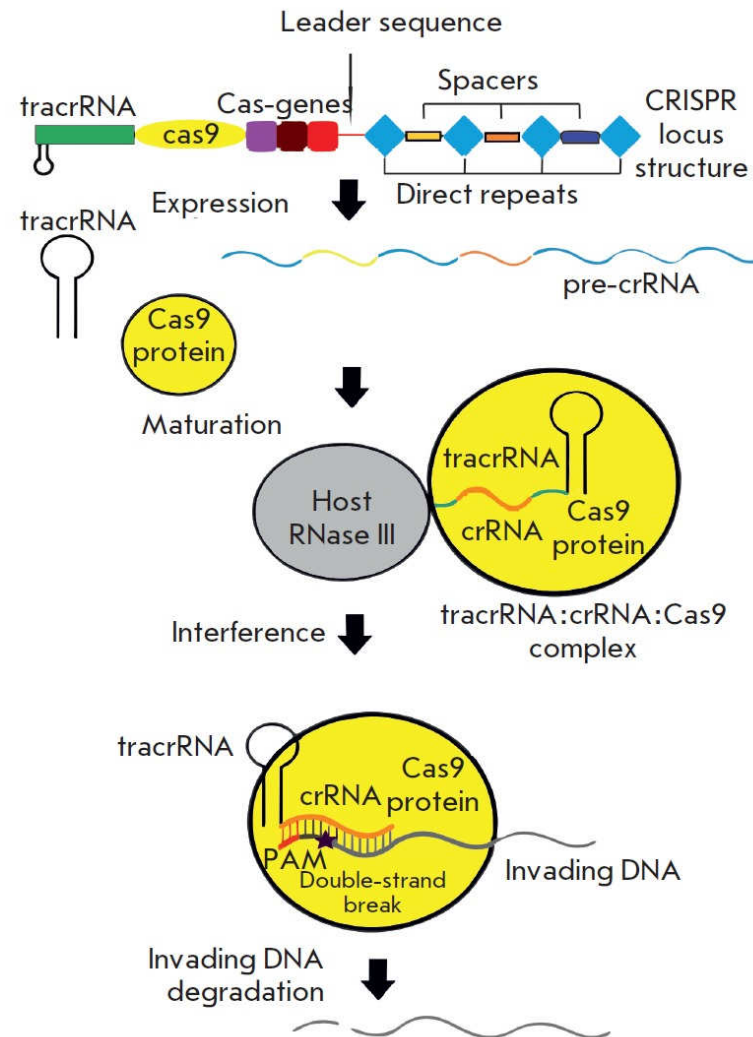 Leader sequence
tracrRNA
cas9
Cas-genes
Spacers
CRISPR
locus
structure
Direct repeats
Expression
tracrRNA
pre-crRNA
Cas9
protein
Maturation
Host
RNase III
tracrRNA
crRNA
Cas9
protein
tracrRNA:crRNA:Cas9
complex
Interference
tracrRNA
crRNA
Cas9
protein
PAM
Double-strand
break
Invading DNA
Invading DNA
degradation